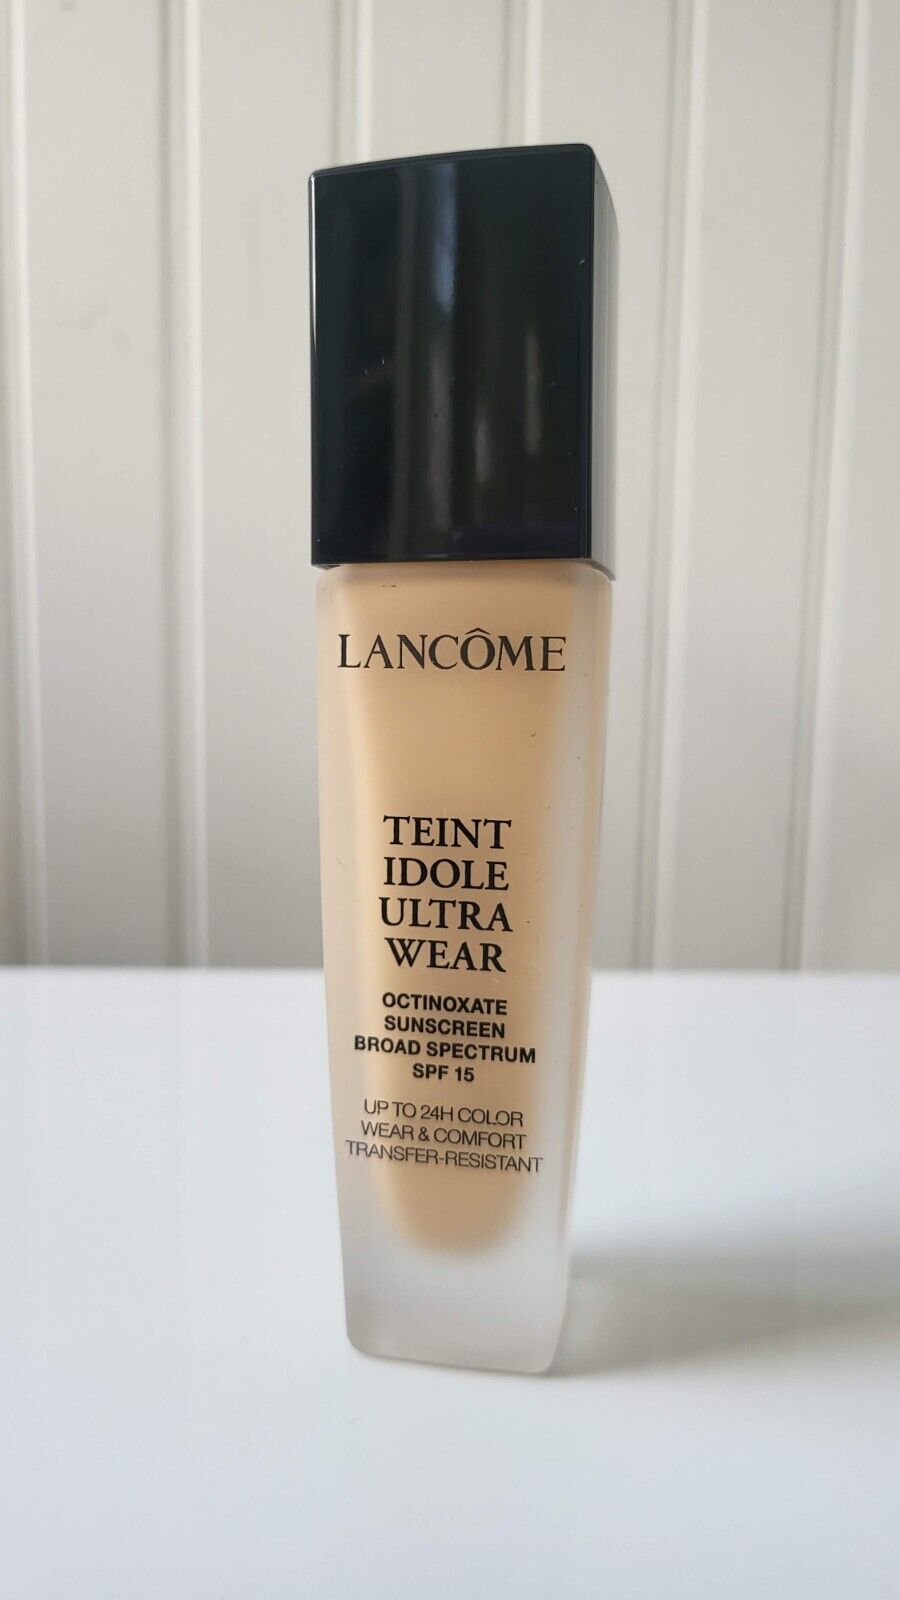 LANCÔME
TEINT
IDOLE
ULTRA
WEAR
OCTINOXATE
SUNSCREEN
BROAD SPECTRUM
SPF 15
UP TO 24H COLOR
WEAR & COMFORT
TRANSFER-RESISTANT